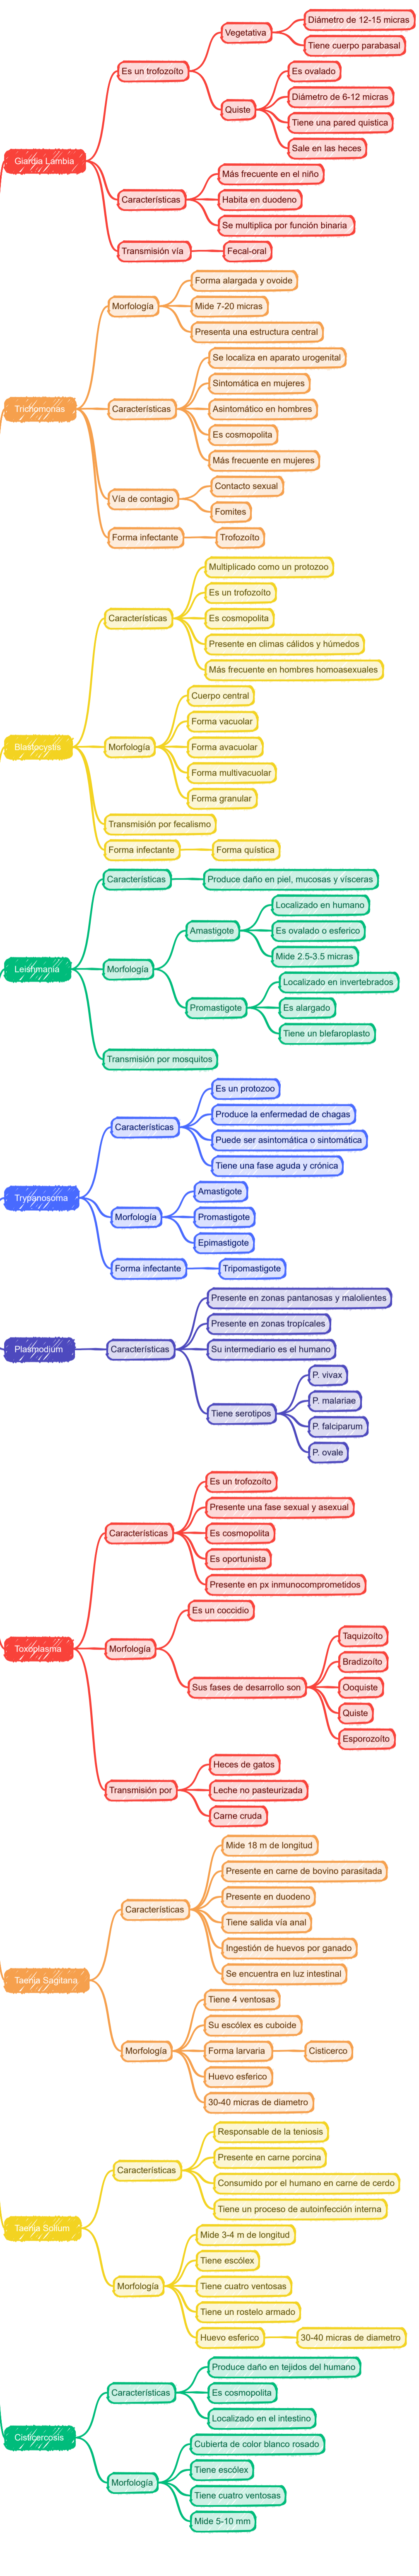 Giardia Lambia
Es un trofozoíto
Vegetativa
Diámetro de 12-15 micras
Tiene cuerpo parabasal
Quiste
Es ovalado
Diámetro de 6-12 micras
Tiene una pared quistica
Sale en las heces
Características
Más frecuente en el niño
Habita en duodeno
Se multiplica por función binaria
Transmisión vía
Fecal-oral
Trichomonas
Morfología
Forma alargada y ovoide
Mide 7-20 micras
Presenta una estructura central
Características
Se localiza en aparato urogenital
Sintomática en mujeres
Asintomático en hombres
Es cosmopolita
Más frecuente en mujeres
Vía de contagio
Contacto sexual
Fomites
Forma infectante
Trofozoíto
Blastocystis
Características
Multiplicado como un protozoo
Es un trofozoíto
Es cosmopolita
Presente en climas cálidos y húmedos
Más frecuente en hombres homoasexuales
Morfología
Cuerpo central
Forma vacuolar
Forma avacuolar
Forma multivacuolar
Forma granular
Transmisión por fecalismo
Forma infectante
Forma quística
Leishmania
Características
Produce daño en piel, mucosas y vísceras
Morfología
Amastigote
Localizado en humano
Es ovalado o esferico
Mide 2.5-3.5 micras
Promastigote
Localizado en invertebrados
Es alargado
Tiene un blefaroplasto
Transmisión por mosquitos
Trypanosoma
Características
Es un protozoo
Produce la enfermedad de chagas
Puede ser asintomática o sintomática
Tiene una fase aguda y crónica
Morfología
Amastigote
Promastigote
Epimastigote
Forma infectante
Tripomastigote
Plasmodium
Características
Presente en zonas pantanosas y malolientes
Presente en zonas tropícales
Su intermediario es el humano
Tiene serotipos
P. vivax
P. malariae
P. falciparum
P. ovale
Toxoplasma
Características
Es un trofozoíto
Presente una fase sexual y asexual
Es cosmopolita
Es oportunista
Presente en px inmunocomprometidos
Morfología
Es un coccidio
Sus fases de desarrollo son
Taquizoíto
Bradizoíto
Ooquiste
Quiste
Esporozoíto
Transmisión por
Heces de gatos
Leche no pasteurizada
Carne cruda
Taenia Sagitana
Características
Mide 18 m de longitud
Presente en carne de bovino parasitada
Presente en duodeno
Tiene salida vía anal
Ingestión de huevos por ganado
Se encuentra en luz intestinal
Morfología
Tiene 4 ventosas
Su escólex es cuboide
Forma larvaria
Cisticerco
Huevo esferico
30-40 micras de diametro
Taenia Solium
Características
Responsable de la teniosis
Presente en carne porcina
Consumido por el humano en carne de cerdo
Tiene un proceso de autoinfección interna
Morfología
Mide 3-4 m de longitud
Tiene escólex
Tiene cuatro ventosas
Tiene un rostelo armado
Huevo esferico
30-40 micras de diametro
Cisticercosis
Características
Produce daño en tejidos del humano
Es cosmopolita
Localizado en el intestino
Morfología
Cubierta de color blanco rosado
Tiene escólex
Tiene cuatro ventosas
Mide 5-10 mm